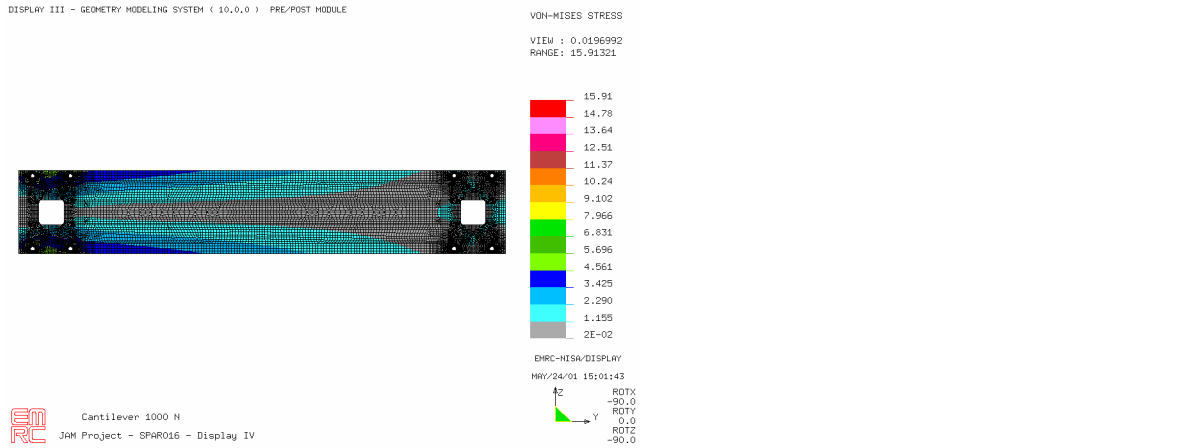 DISPLAY III - GEOMETRY MODELING SYSTEM ( 10.0.0 )  PRE/POST MODULE
VON-MISES STRESS
VIEW : 0.0196992
RANGE: 15.91321
15.91
14.78
13.64
12.51
11.37
10.24
9.102
7.966
6.831
5.696
4.561
3.425
2.290
1.155
2E-02
EMRC-NISA/DISPLAY
MAY/24/01 15:01:43
Z
Y
ROTX
-90.0
ROTY
0.0
ROTZ
-90.0
EM
RC
Cantilever 1000 N
JAM Project - SPAR016 - Display IV